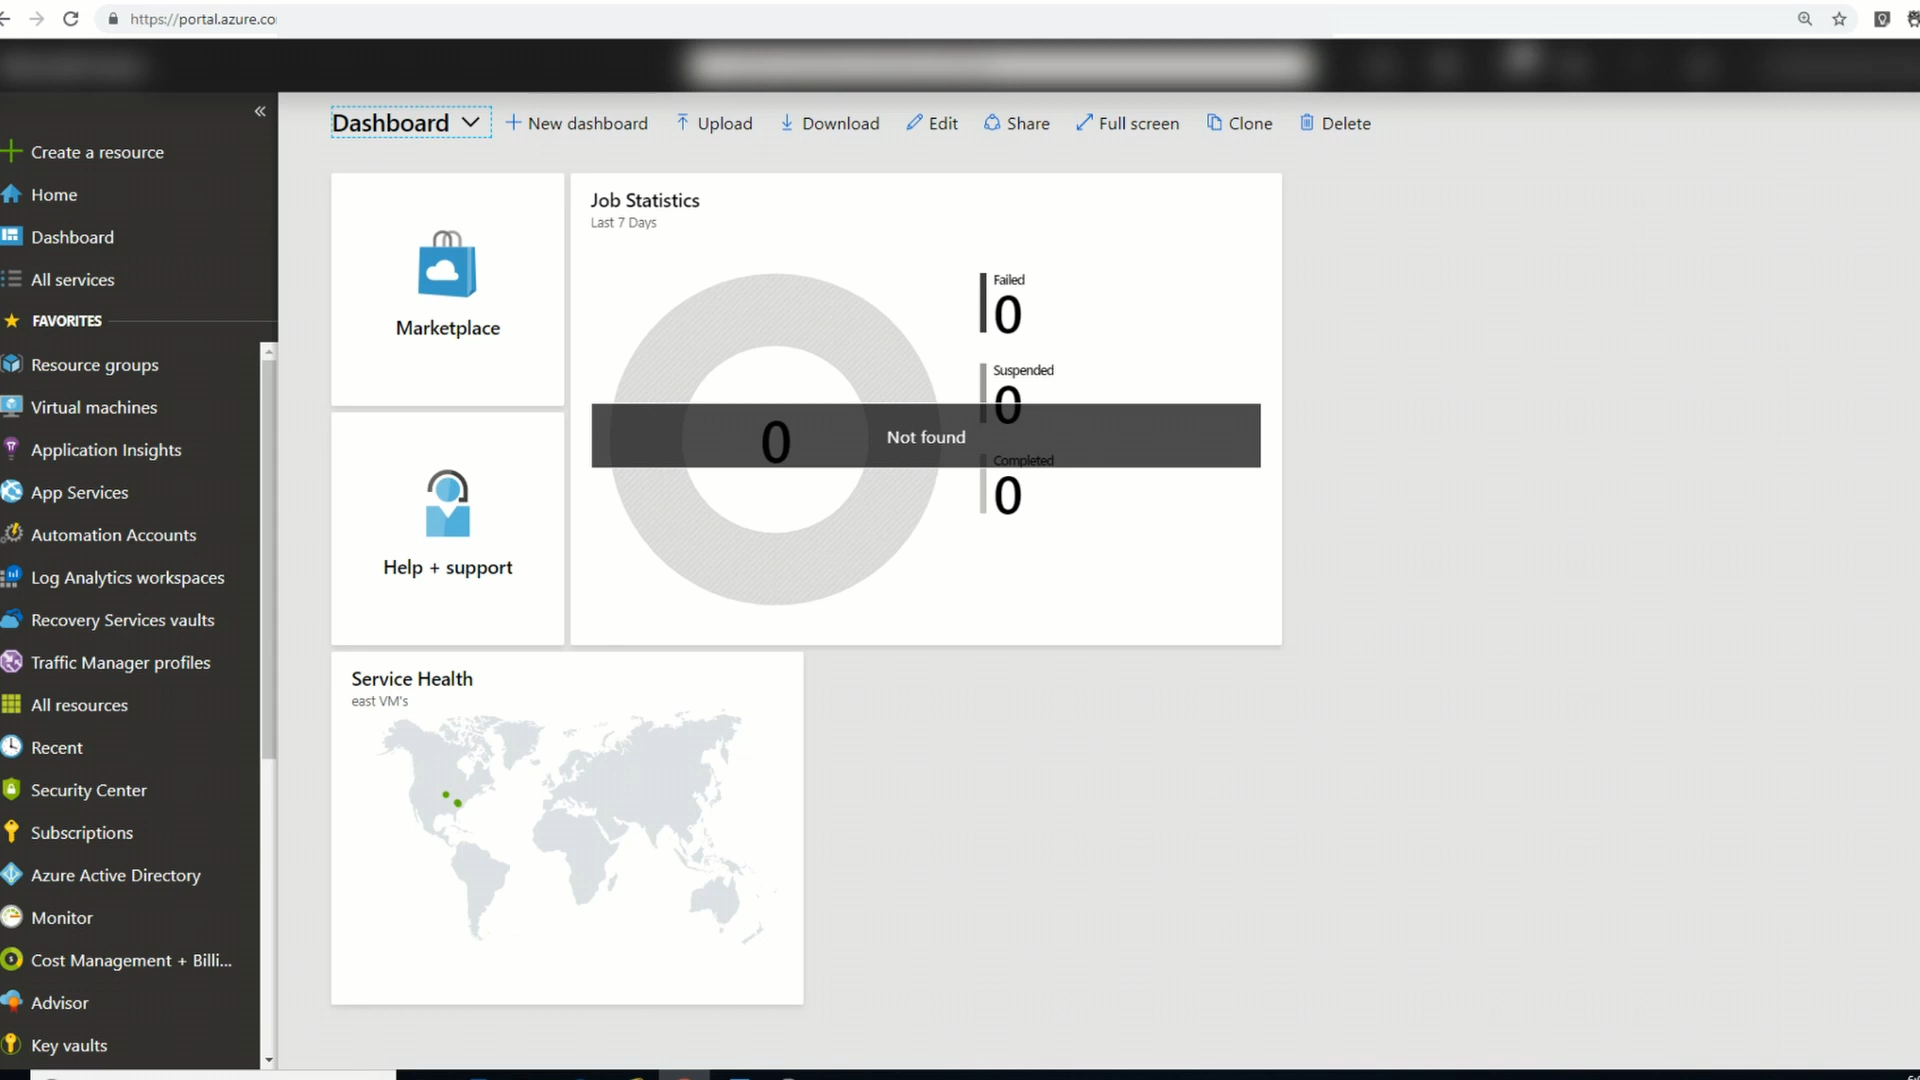 https://portal.azure.co
Dashboard
New dashboard
Upload
Download
Edit
Share
Full screen
Clone
Delete
Create a resource
Home
Dashboard
All services
FAVORITES
Resource groups
Virtual machines
Application Insights
App Services
Automation Accounts
Log Analytics workspaces
Recovery Services vaults
Traffic Manager profiles
All resources
Recent
Security Center
Subscriptions
Azure Active Directory
Monitor
Cost Management + Billi...
Advisor
Key vaults
Marketplace
Help + support
Job Statistics
Last 7 Days
0
Failed
0
Suspended
0
Not found
Completed
0
Service Health
east VM's